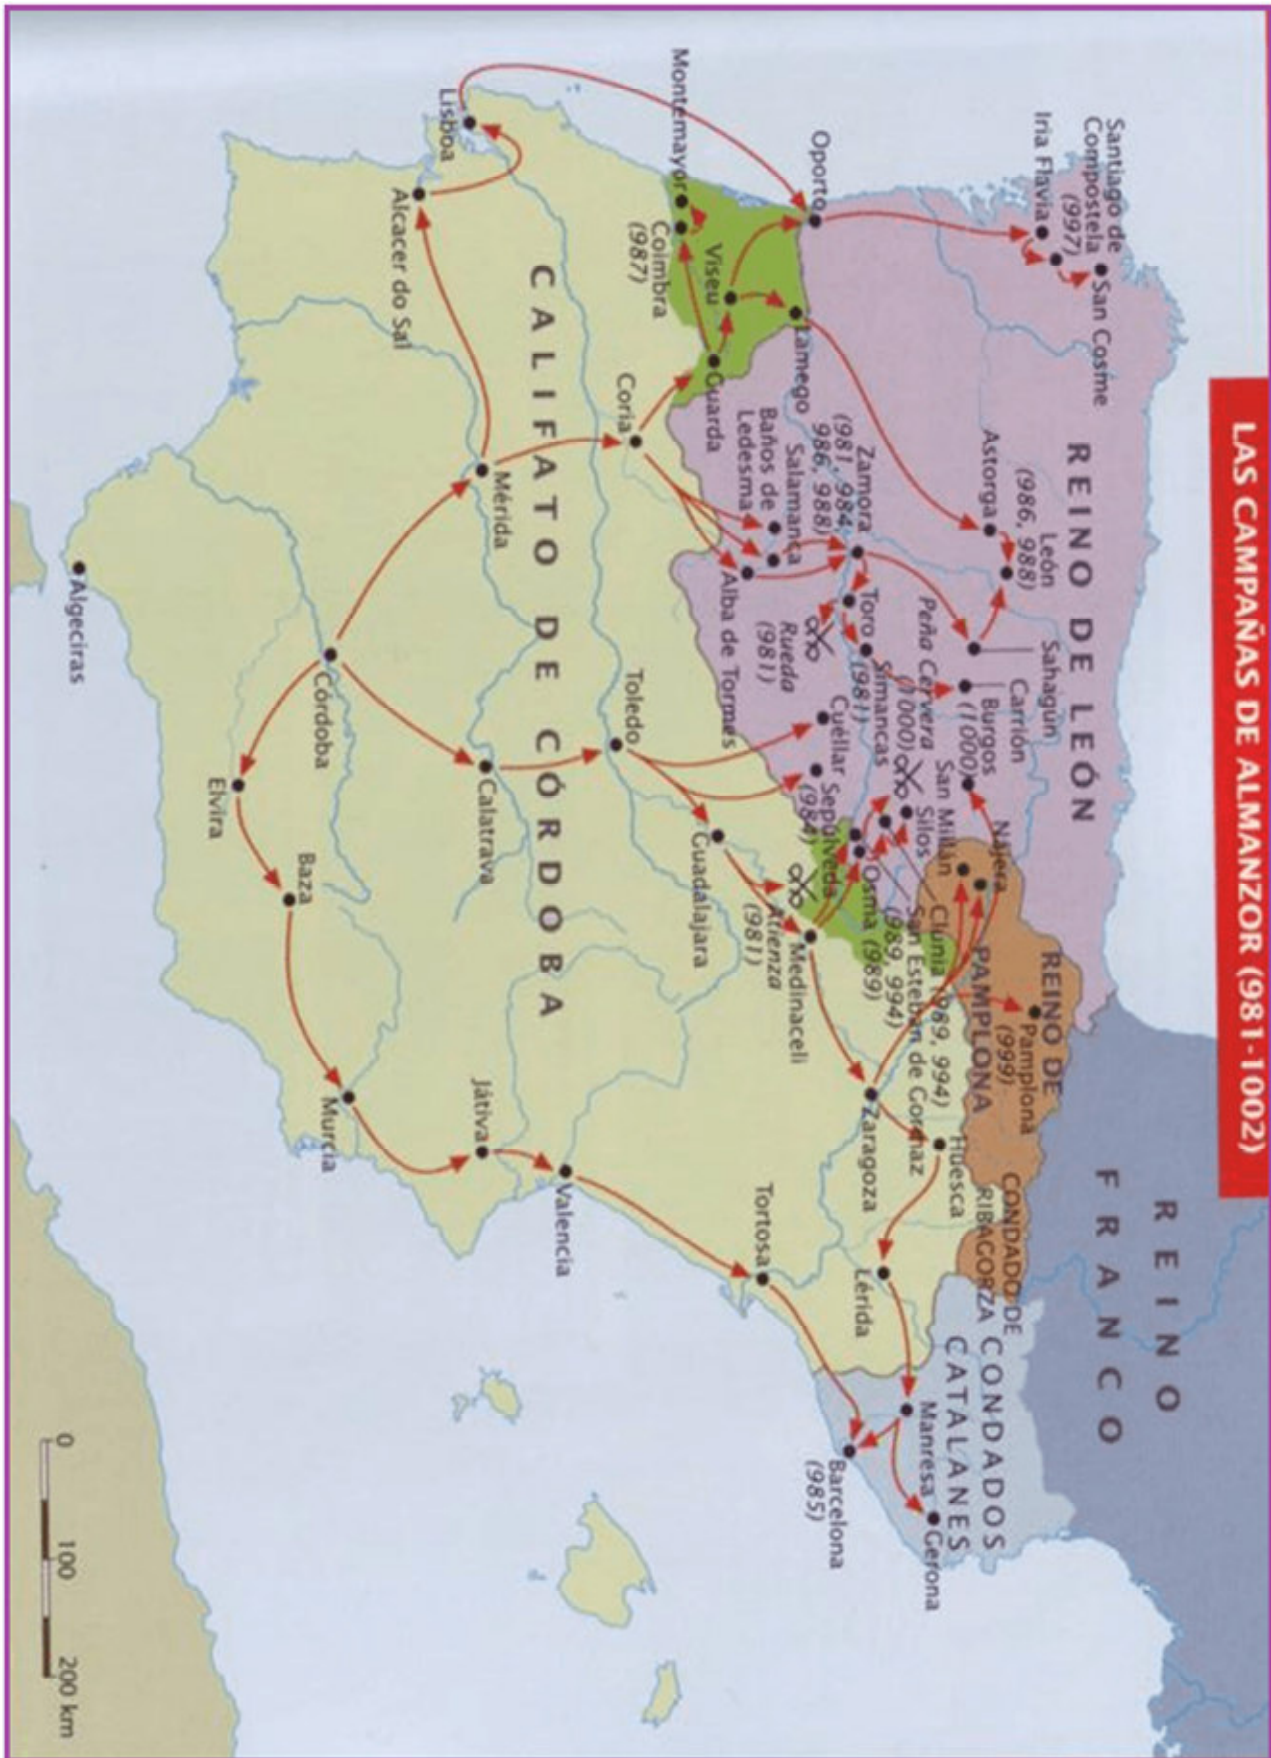 LAS CAMPAÑAS DE ALMANZOR (981-1002)
Santiago de
Compostela
(997)
San Cosme
Iria Flavia
REINO DE LEÓN
Astorga
León
(986, 988)
Sahagún
Carrión
Burgos
(1000)
Peña Cervera
(1000)
Nájera
San Millán
Silos
REINO DE
PAMPLONA
Pamplona
(999)
REINO
FRANCO
CONDADO DE
RIBAGORZA
CONDADOS
CATALANES
Oporto
Lamego
Zamora
(981, 984,
986, 988)
Salamanca
Baños de
Ledesma
Alba de Tormes
Toro
Simancas
(981)
Rueda
(981)
Cuéllar
Sepúlveda
(984)
Osma (989)
Clunia (989, 994)
San Esteban de Gormaz
(989, 994)
Huesca
Zaragoza
Lérida
Manresa
Gerona
Barcelona
(985)
Montemayor
Coimbra
(987)
Viseu
Guarda
Coria
Atienza
(981)
Medinaceli
Guadalajara
Toledo
Tortosa
CALIFATO DE CÓRDOBA
Lisboa
Alcacer do Sal
Mérida
Calatrava
Valencia
Játiva
Córdoba
Elvira
Baza
Murcia
Algeciras
0 100 200 km